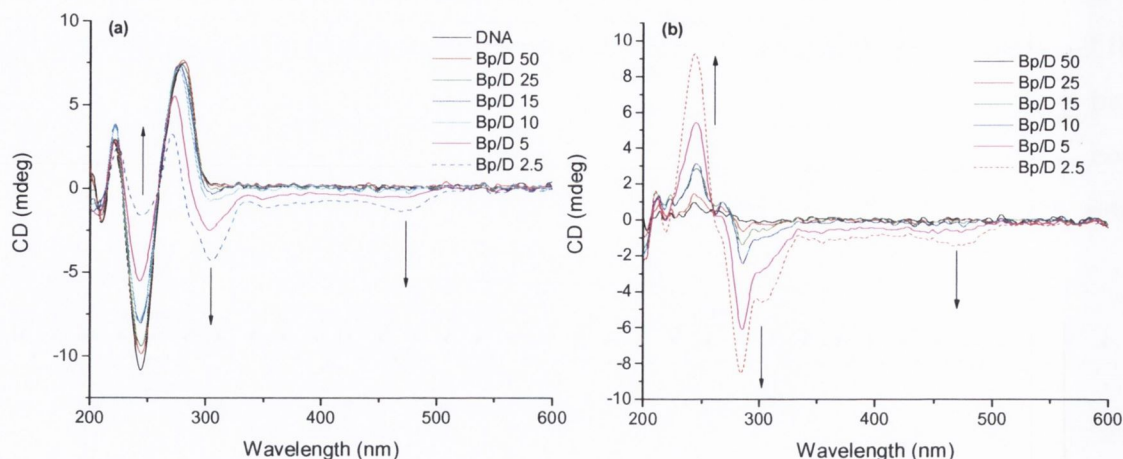 (a)
DNA
Bp/D 50
Bp/D 25
Bp/D 15
Bp/D 10
Bp/D 5
Bp/D 2.5
CD (mdeg)
10
5
0
-5
-10
200
300
400
500
600
Wavelength (nm)
(b)
Bp/D 50
Bp/D 25
Bp/D 15
Bp/D 10
Bp/D 5
Bp/D 2.5
CD (mdeg)
10
8
6
4
2
0
-2
-4
-6
-8
-10
200
300
400
500
600
Wavelength (nm)